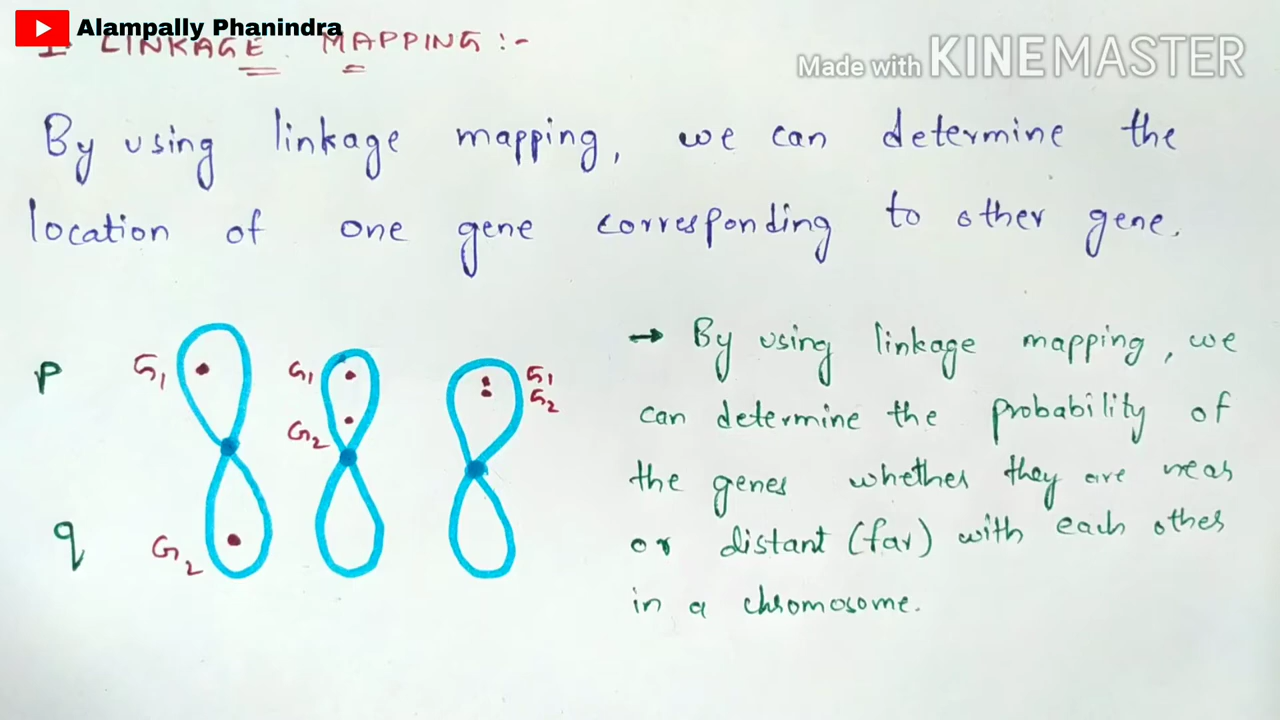 Alampally Phanindra
I LINKAGE MAPPING :-
Made with KINEMASTER
By using linkage mapping, we can determine the
location of one gene corresponding to other gene.
p
G1
G1
G2
G1
G2
q
G2
→ By using linkage mapping, we
can determine the probability of
the genes whether they are near
or distant (far) with each other
in a chromosome.